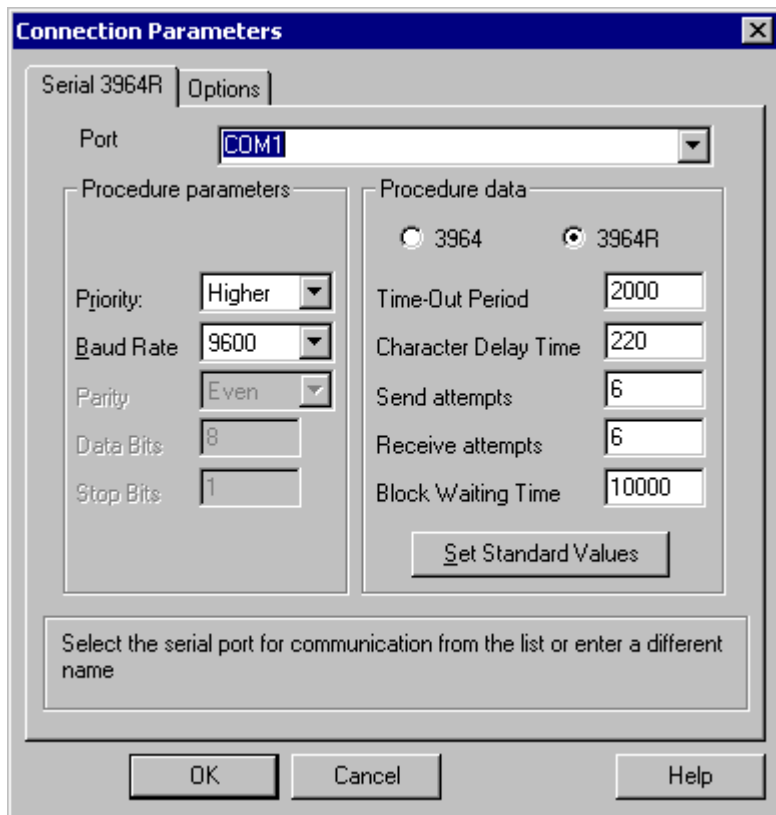 Connection Parameters
Serial 3964R
Options
Port
COM1
Procedure parameters
Priority:
Higher
Baud Rate
9600
Parity
Even
Data Bits
8
Stop Bits
1
Procedure data
3964
3964R
Time-Out Period
2000
Character Delay Time
220
Send attempts
6
Receive attempts
6
Block Waiting Time
10000
Set Standard Values
Select the serial port for communication from the list or enter a different
name
OK
Cancel
Help